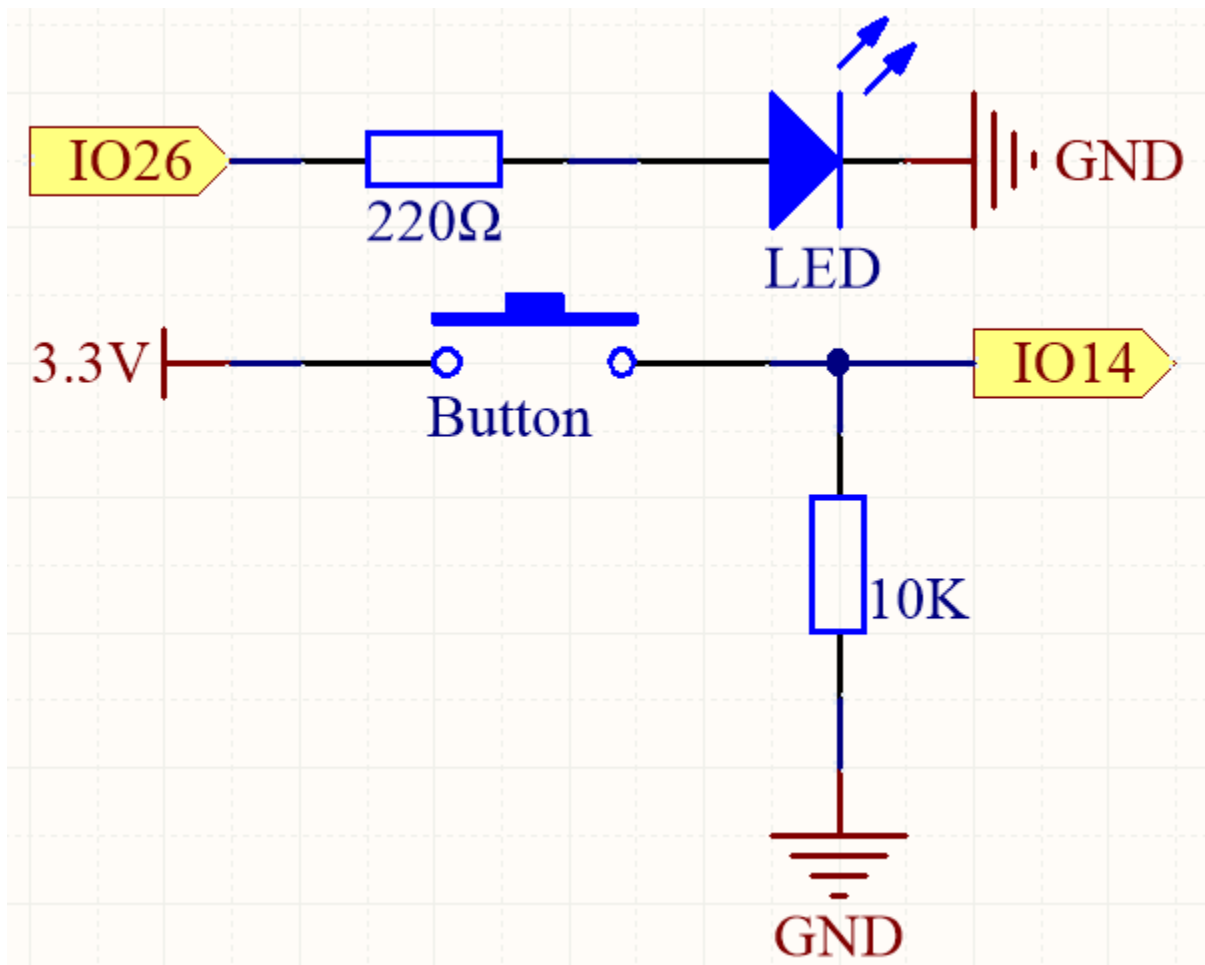 IO26
220Ω
LED
GND
3.3V
Button
IO14
10K
GND